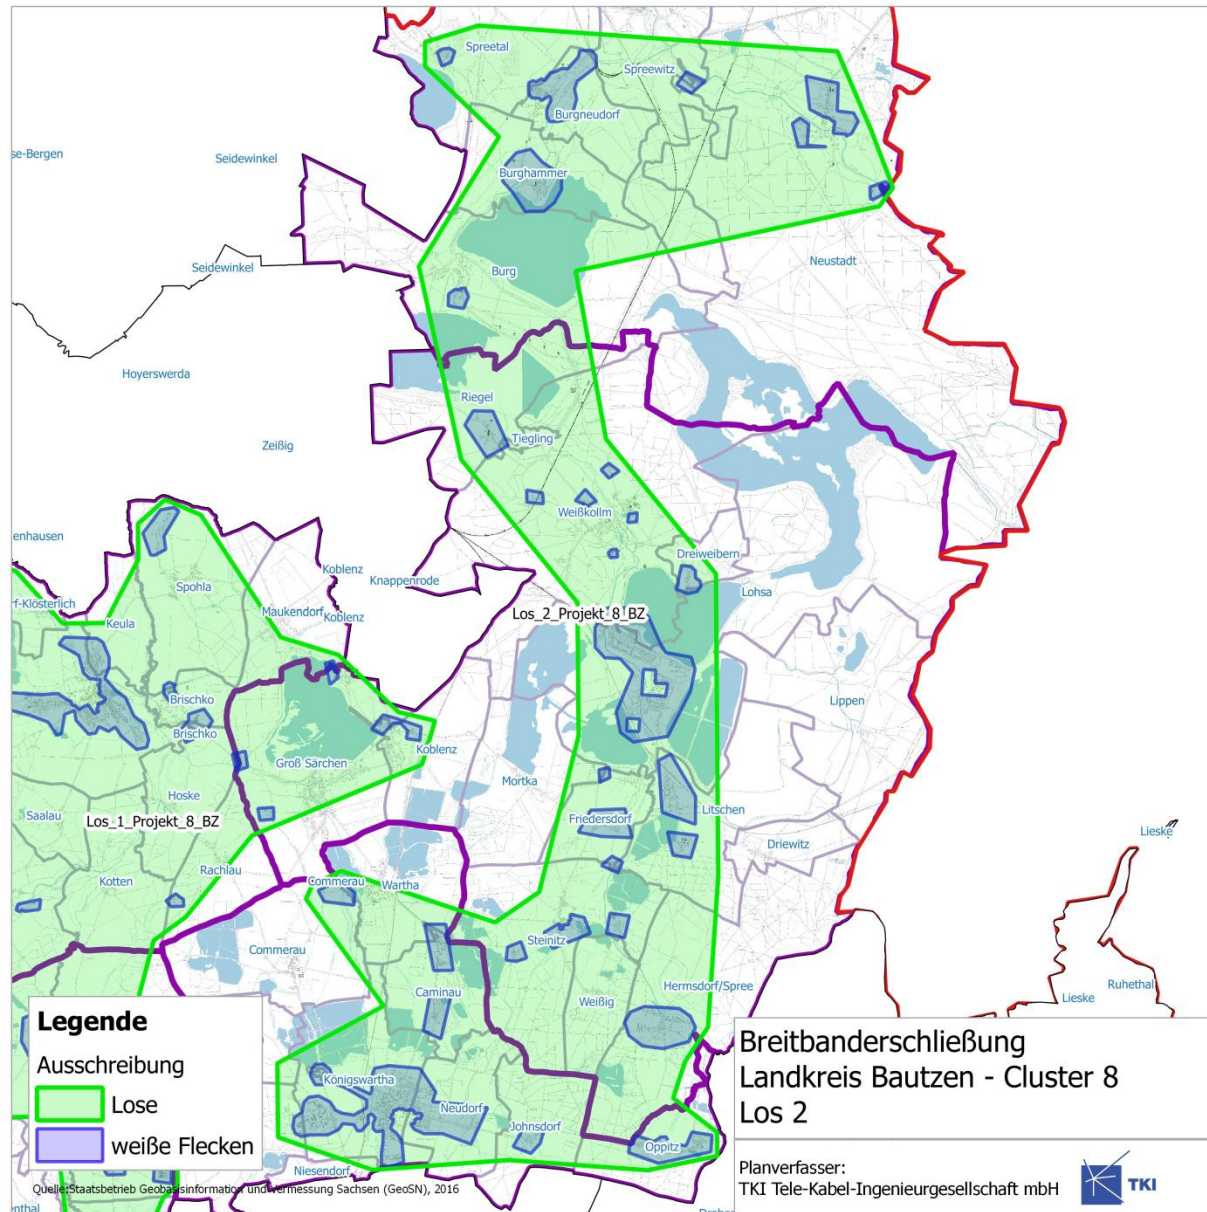 Spreetal
Spreewitz
Burgneudorf
se-Bergen
Seidewinkel
Burghammer
Seidewinkel
Burg
Neustadt
Hoyerswerda
Riegel
Tiegling
Zeißig
Weißkollm
enhausen
Dreiweibern
Spohla
Koblenz
Knappenrode
Lohsa
rf-Klösterlich
Maukendorf
Koblenz
Keula
Los_2_Projekt_8_BZ
Brischko
Lippen
Brischko
Koblenz
Groß Särchen
Mortka
Hoske
Litschen
Saalau
Los_1_Projekt_8_BZ
Friedersdorf
Lieske
Driewitz
Rachlau
Kotten
Commerau
Wartha
Steinitz
Commerau
Hermsdorf/Spree
Ruhethal
Caminau
Weißig
Lieske
Legende
Ausschreibung
Lose
weiße Flecken
Königswartha
Neudorf
Johnsdorf
Oppitz
Niesendorf
Quelle:Staatsbetrieb Geobasisinformation und Vermessung Sachsen (GeoSN), 2016
enthal
Breitbanderschließung
Landkreis Bautzen - Cluster 8
Los 2
Planverfasser:
TKI Tele-Kabel-Ingenieurgesellschaft mbH
TKI